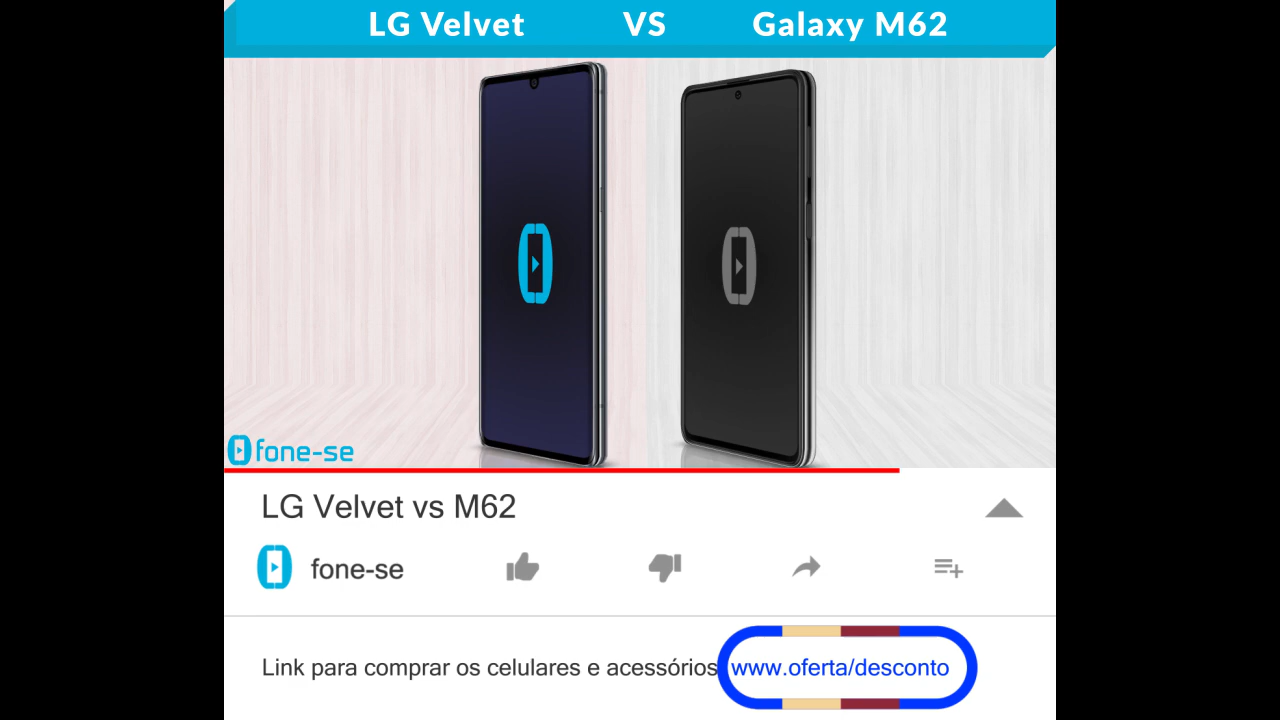 LG Velvet VS Galaxy M62
fone-se
LG Velvet vs M62
fone-se
Link para comprar os celulares e acessórios www.oferta/desconto